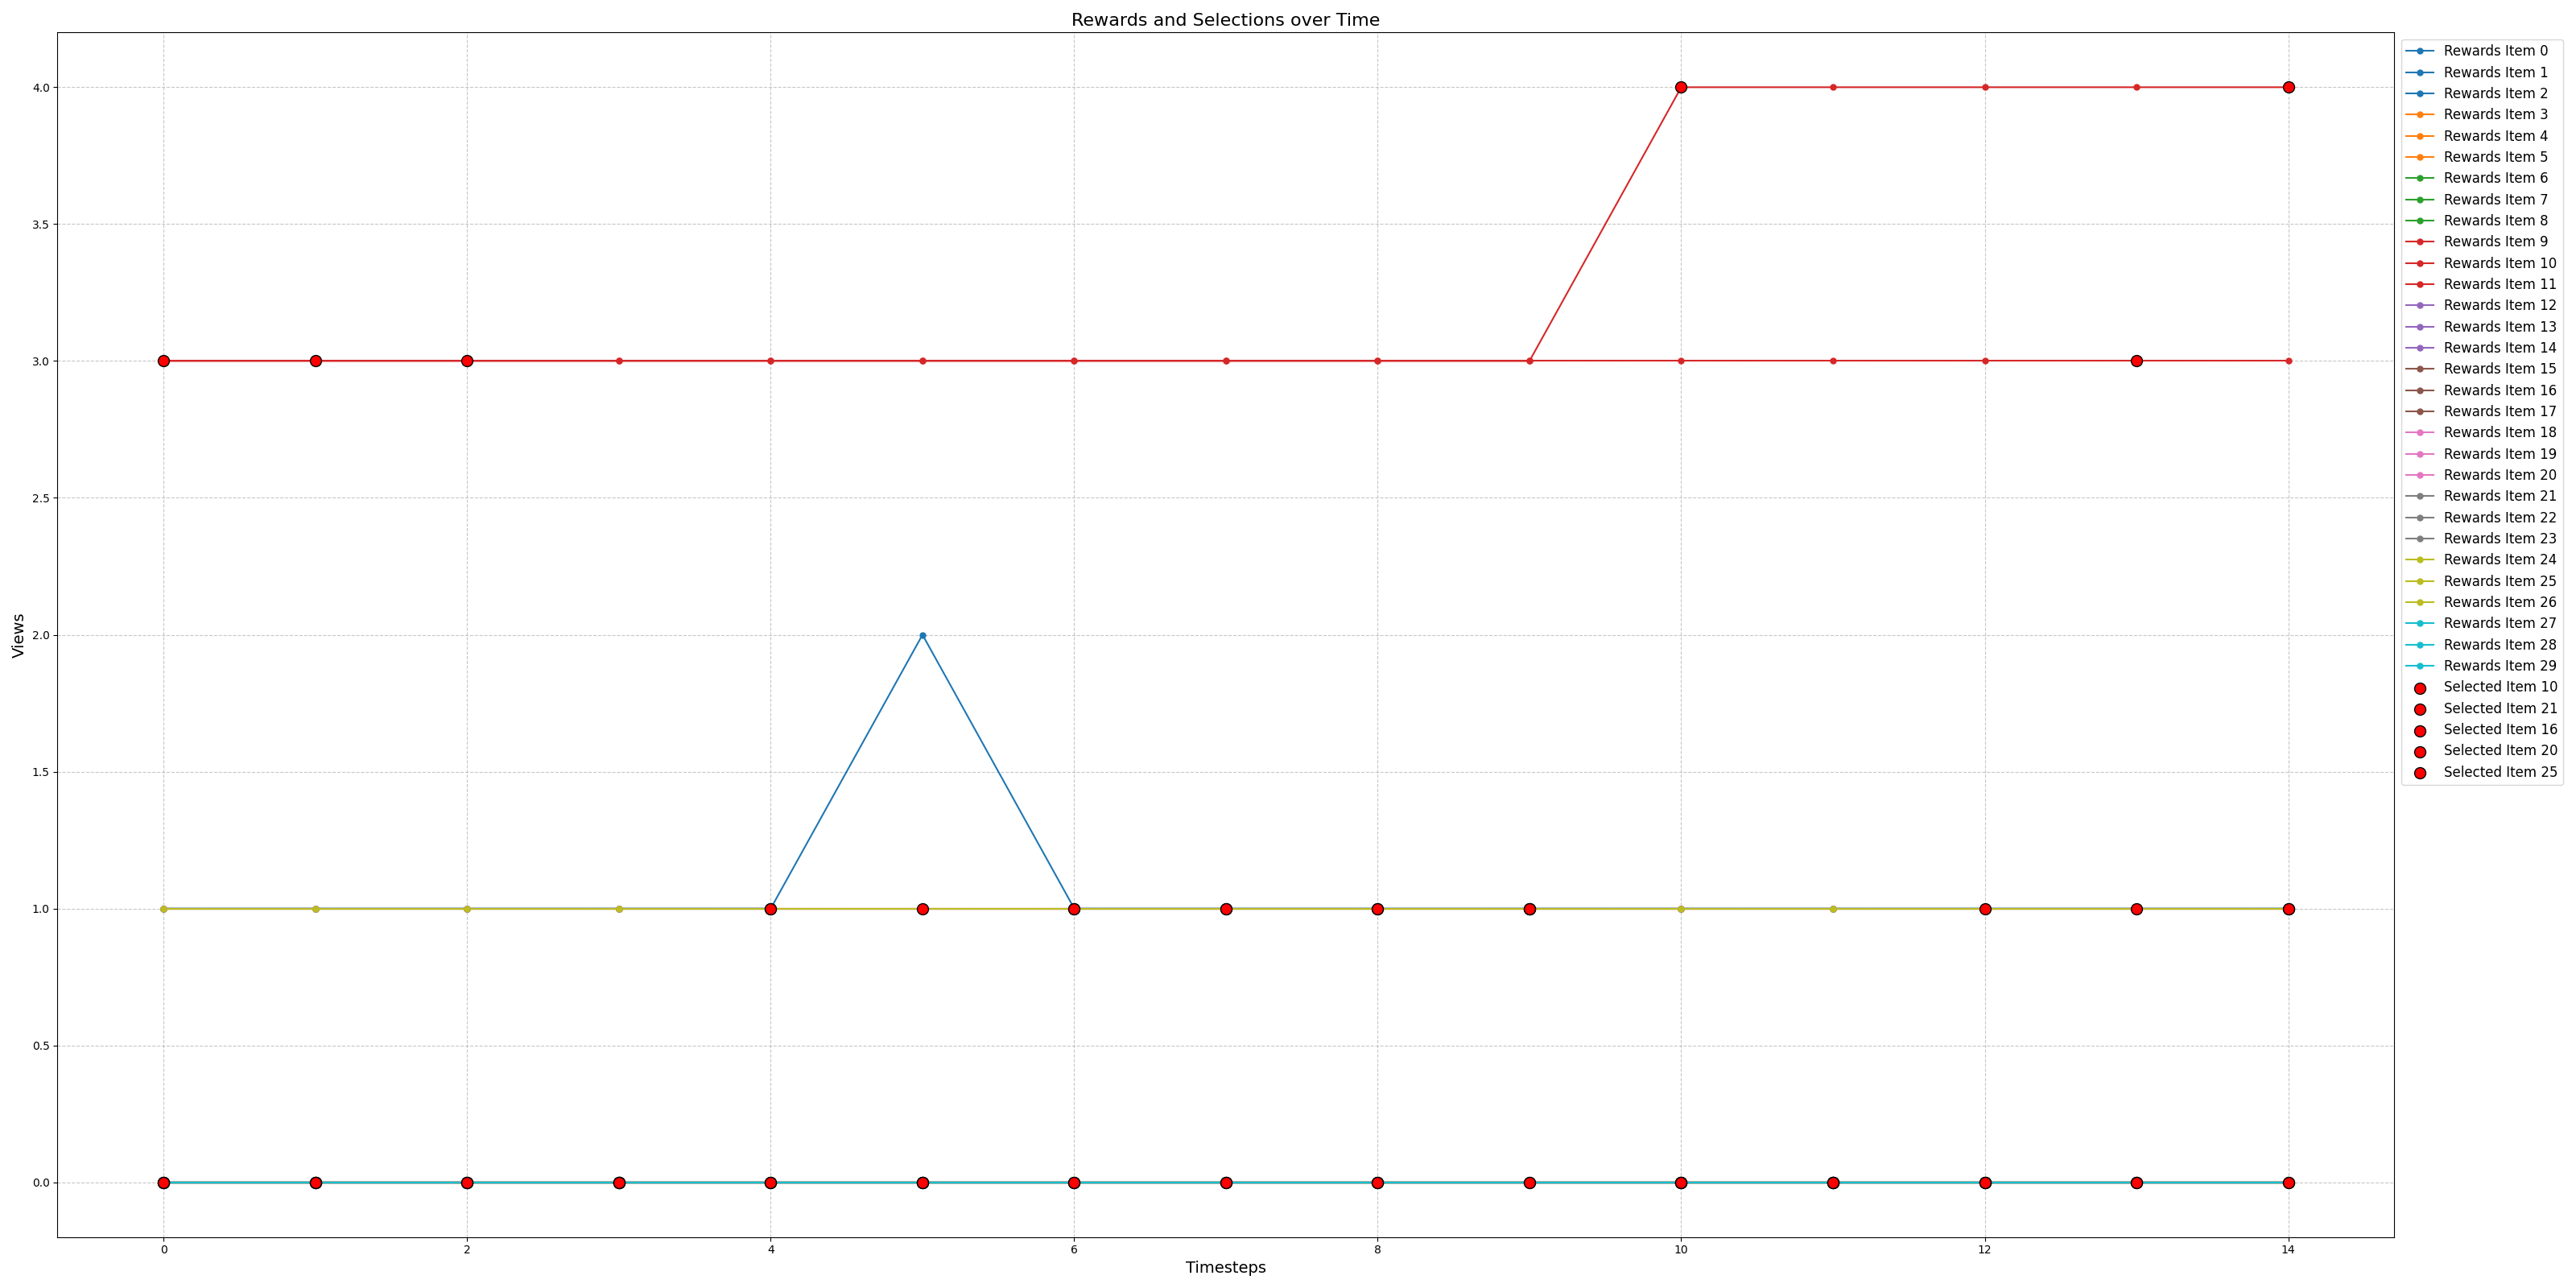 Rewards and Selections over Time
4.0
3.5
3.0
2.5
2.0
1.5
1.0
0.5
0.0
Views
0
2
4
6
8
10
12
14
Timesteps
Rewards Item 0
Rewards Item 1
Rewards Item 2
Rewards Item 3
Rewards Item 4
Rewards Item 5
Rewards Item 6
Rewards Item 7
Rewards Item 8
Rewards Item 9
Rewards Item 10
Rewards Item 11
Rewards Item 12
Rewards Item 13
Rewards Item 14
Rewards Item 15
Rewards Item 16
Rewards Item 17
Rewards Item 18
Rewards Item 19
Rewards Item 20
Rewards Item 21
Rewards Item 22
Rewards Item 23
Rewards Item 24
Rewards Item 25
Rewards Item 26
Rewards Item 27
Rewards Item 28
Rewards Item 29
Selected Item 10
Selected Item 21
Selected Item 16
Selected Item 20
Selected Item 25